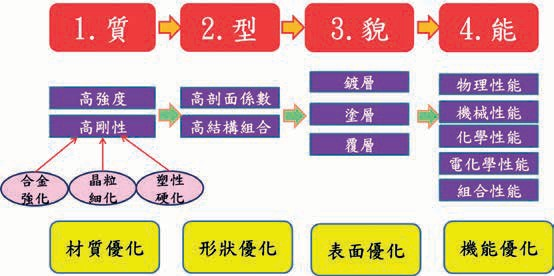 1.質
2.型
3.貌
4.能
高強度
高剛性
高剖面係數
高結構組合
鍍層
塗層
覆層
物理性能
機械性能
化學性能
電化學性能
組合性能
合金
強化
晶粒
細化
塑性
硬化
材質優化
形狀優化
表面優化
機能優化